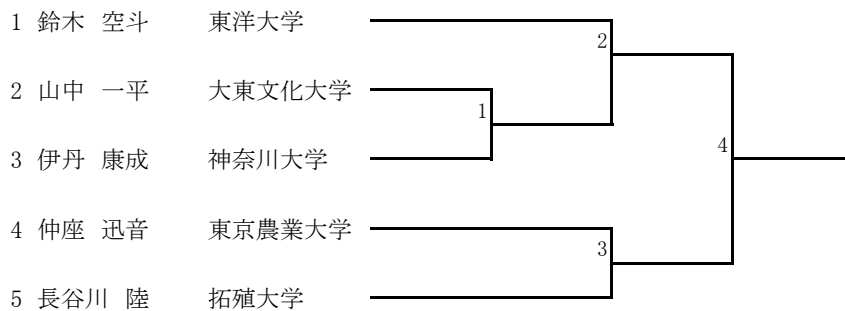 1 鈴木 空斗 東洋大学
2
2 山中 一平 大東文化大学
1
3 伊丹 康成 神奈川大学
4
4 仲座 迅音 東京農業大学
3
5 長谷川 陸 拓殖大学